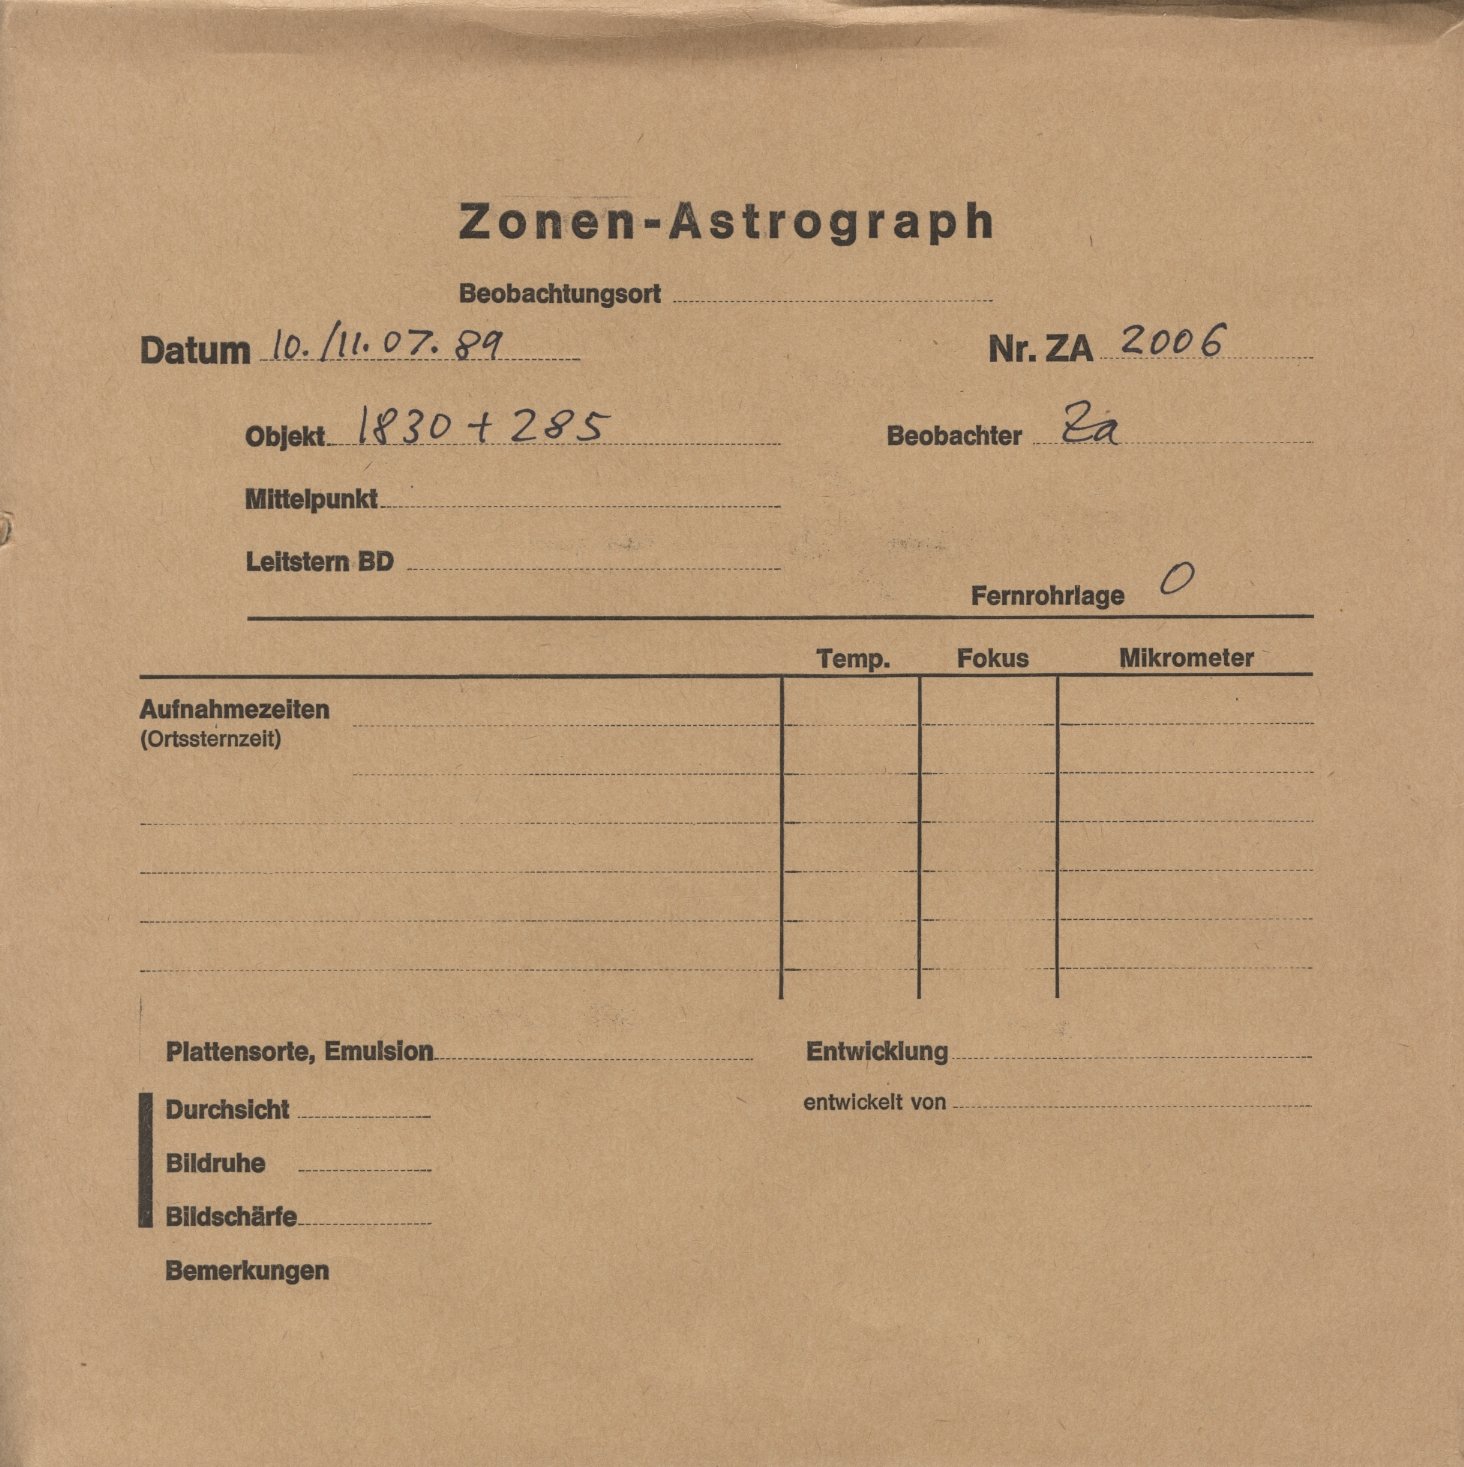 Zonen-Astrograph
Beobachtungsort
Datum 10./11.07.89 Nr. ZA 2006
Objekt 1830+285 Beobachter Za
Mittelpunkt
Leitstern BD
Fernrohrlage O
Temp. Fokus Mikrometer
Aufnahmezeiten
(Ortssternzeit)
Plattensorte, Emulsion Entwicklung
Durchsicht entwickelt von
Bildruhe
Bildschärfe
Bemerkungen